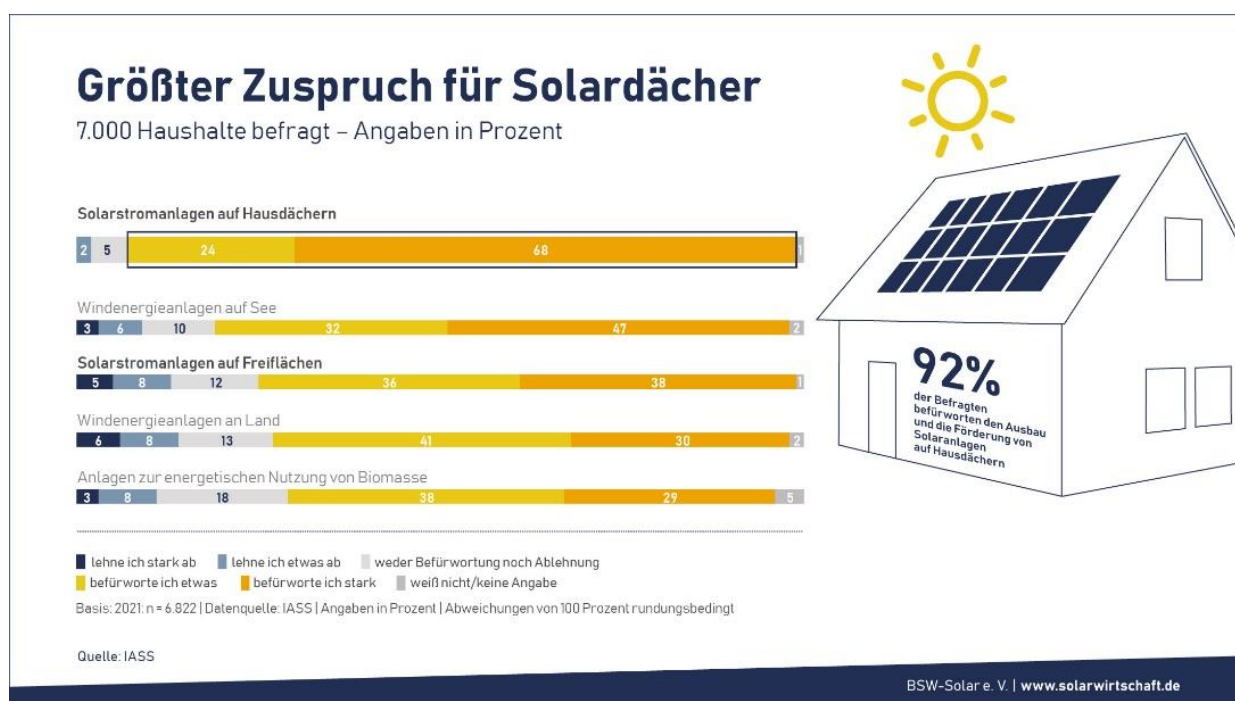 Größter Zuspruch für Solardächer
7.000 Haushalte befragt – Angaben in Prozent
Solarstromanlagen auf Hausdächern
2 5 24 68 1
Windenergieanlagen auf See
3 6 10 32 47 2
Solarstromanlagen auf Freiflächen
5 8 12 36 38 1
Windenergieanlagen an Land
6 8 13 41 30 2
Anlagen zur energetischen Nutzung von Biomasse
3 8 18 38 29 5
lehne ich stark ab lehne ich etwas ab weder Befürwortung noch Ablehnung
befürworte ich etwas befürworte ich stark weiß nicht/keine Angabe
Basis: 2021: n = 6.822 | Datenquelle: IASS | Angaben in Prozent | Abweichungen von 100 Prozent rundungsbedingt
Quelle: IASS
92%
der Befragten
befürworten den Ausbau
und die Förderung von
Solaranlagen
auf Hausdächern
BSW-Solar e. V. | www.solarwirtschaft.de